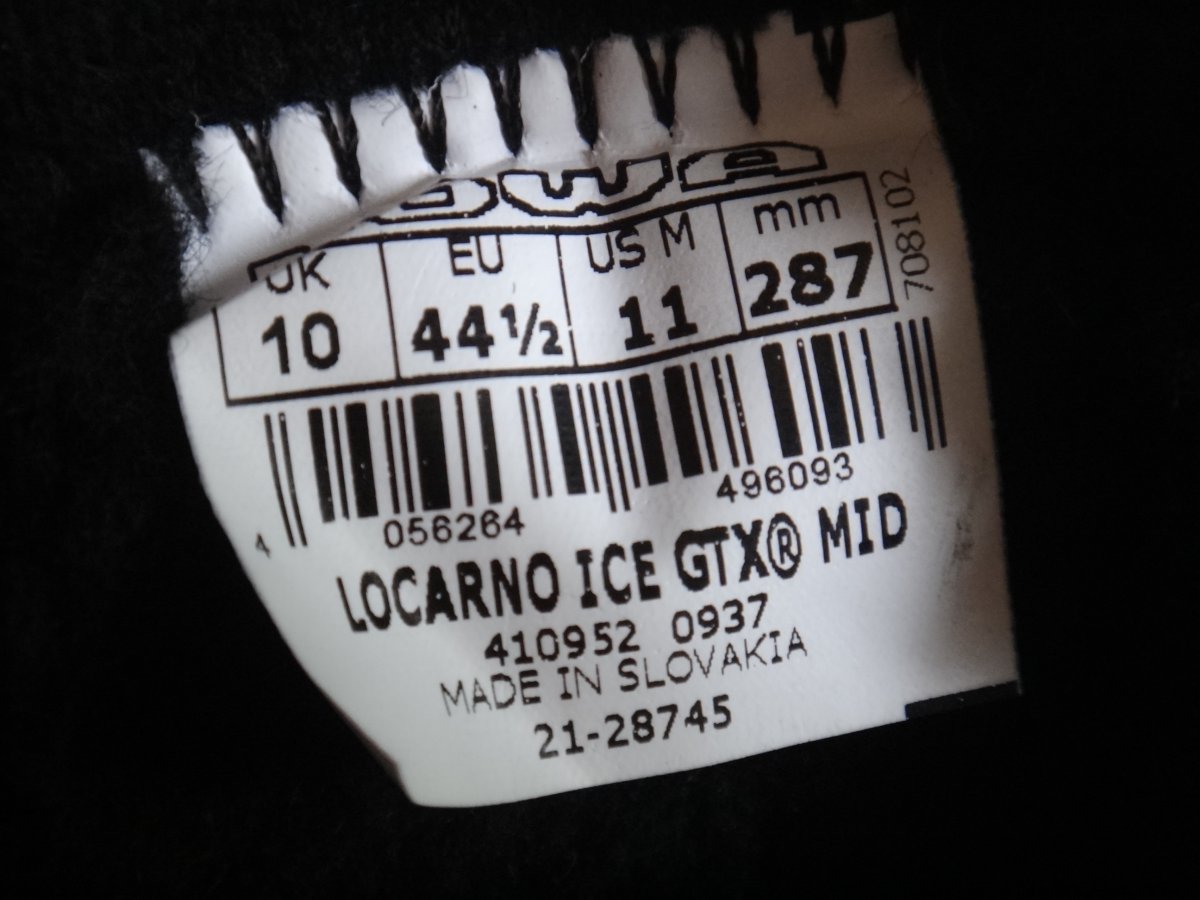 UK EU US M mm
10 44½ 11 287
708102
4 056264 496093
LOCARNO ICE GTX® MID
410952 0937
MADE IN SLOVAKIA
21-28745